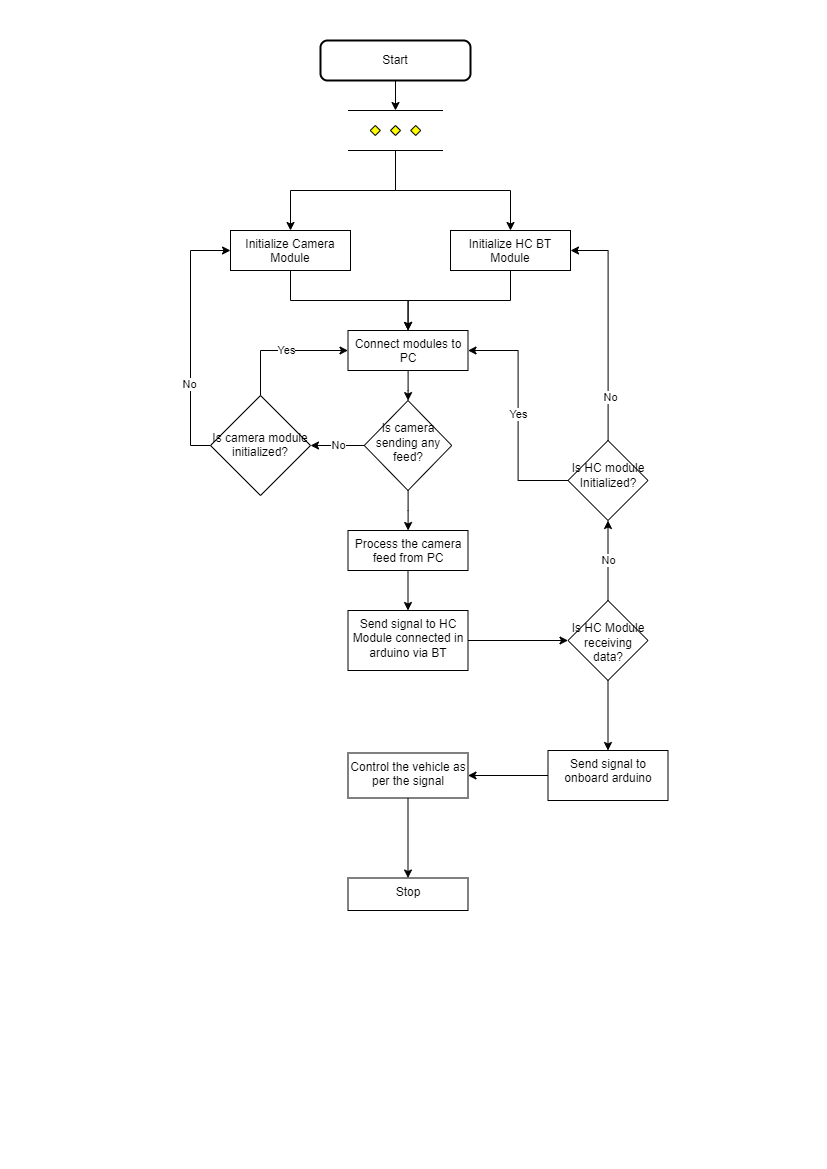 Start
Initialize Camera
Module
Initialize HC BT
Module
Connect modules to
PC
Yes
No
No
Yes
Is camera
sending any
feed?
No
Is camera module
initialized?
Is HC module
Initialized?
Process the camera
feed from PC
No
Send signal to HC
Module connected in
arduino via BT
Is HC Module
receiving
data?
Control the vehicle as
per the signal
Send signal to
onboard arduino
Stop